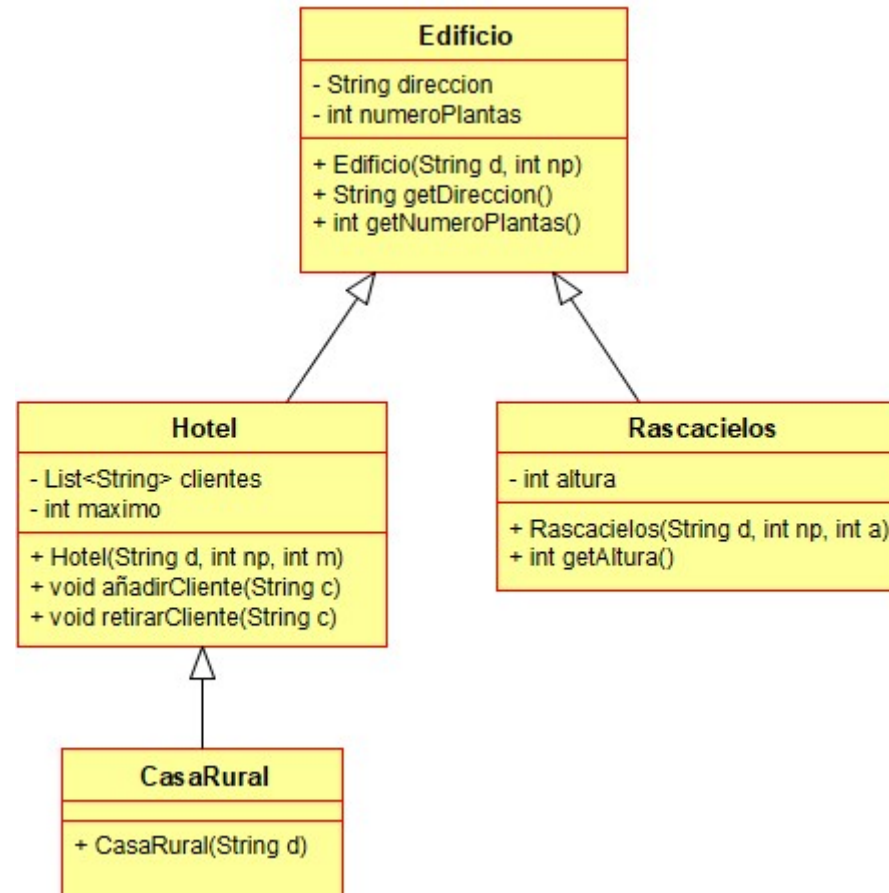 Edificio
- String direccion
- int numeroPlantas
+ Edificio(String d, int np)
+ String getDireccion()
+ int getNumeroPlantas()
Hotel
- List<String> clientes
- int maximo
+ Hotel(String d, int np, int m)
+ void añadirCliente(String c)
+ void retirarCliente(String c)
Rascacielos
- int altura
+ Rascacielos(String d, int np, int a)
+ int getAltura()
CasaRural
+ CasaRural(String d)